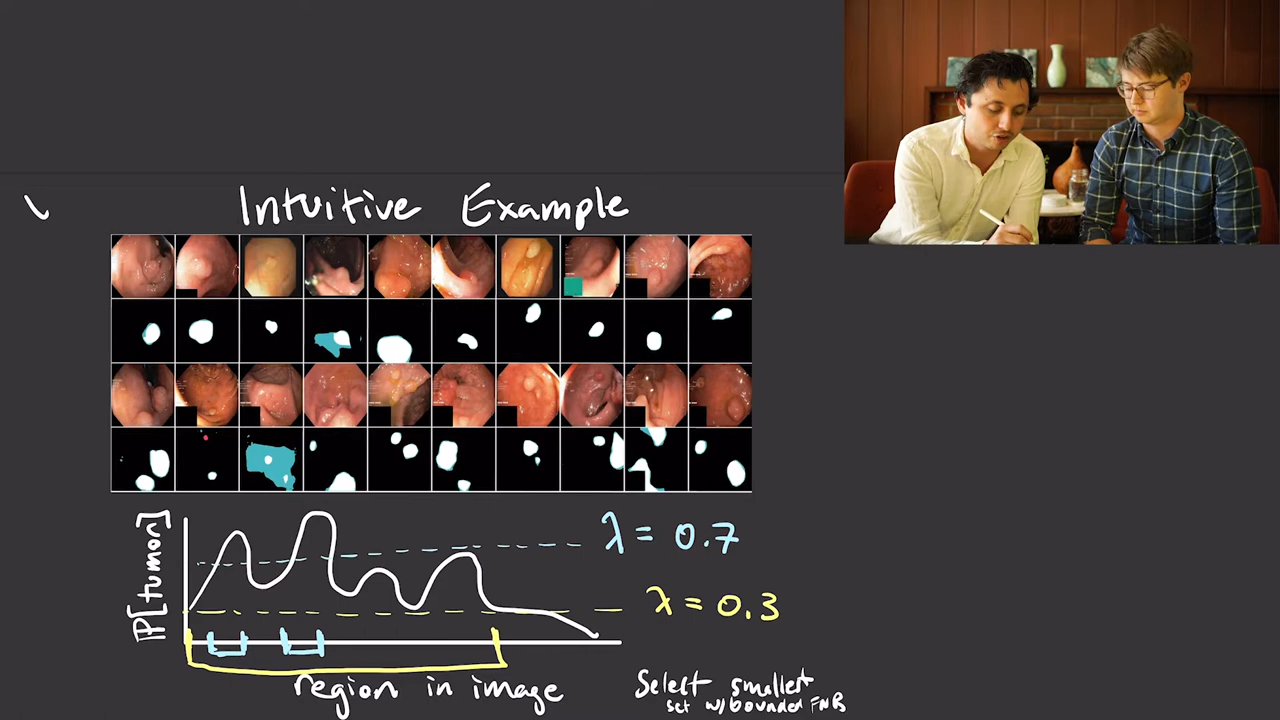 Intuitive Example
λ = 0.7
P[tumor]
λ = 0.3
region in image
Select smallest
set w/bounded FNR